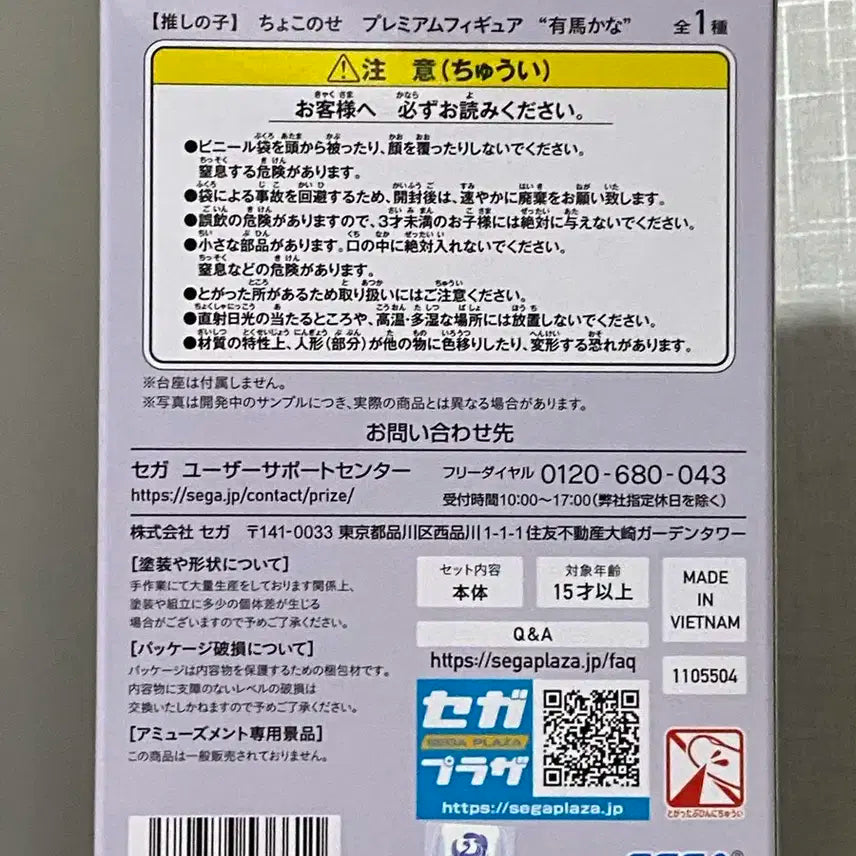 【推しの子】 ちょこのせ プレミアムフィギュア “有馬かな” 全1種
注 意(ちゅうい)
お客様へ 必ずお読みください。
●ビニール袋を頭から被ったり、顔を覆ったりしないでください。
窒息する危険があります。
●袋による事故を回避するため、開封後は、速やかに廃棄をお願い致します。
●誤飲の危険がありますので、3才未満のお子様には絶対に与えないでください。
●小さな部品があります。口の中に絶対入れないでください。
窒息などの危険があります。
●とがった所があるため取り扱いにはご注意ください。
●直射日光の当たるところや、高温・多湿な場所には放置しないでください。
●材質の特性上、人形(部分)が他の物に色移りしたり、変形する恐れがあります。
※台座は付属しません。
※写真は開発中のサンプルにつき、実際の商品とは異なる場合があります。
お問い合わせ先
セガ ユーザーサポートセンター フリーダイヤル 0120-680-043
https://sega.jp/contact/prize/ 受付時間10:00〜17:00(弊社指定休日を除く)
株式会社 セガ 〒141-0033 東京都品川区西品川1-1-1住友不動産大崎ガーデンタワー
[塗装や形状について]
手作業にて大量生産をしております関係上、
塗装や組立に多少の個体差が生じる
場合がございますので予めご了承ください。
[パッケージ破損について]
パッケージは内容物を保護するための梱包材です。
内容物に支障のないレベルの破損は
交換いたしかねますので予めご了承ください。
[アミューズメント専用景品]
この商品は一般販売されておりません。
セット内容
本体
対象年齢
15才以上
MADE
IN
VIETNAM
Q&A
https://segaplaza.jp/faq
1105504
セガ
SEGA PLAZA
プラザ
https://segaplaza.jp
とがったぶひんにちゅうい
SEGA®